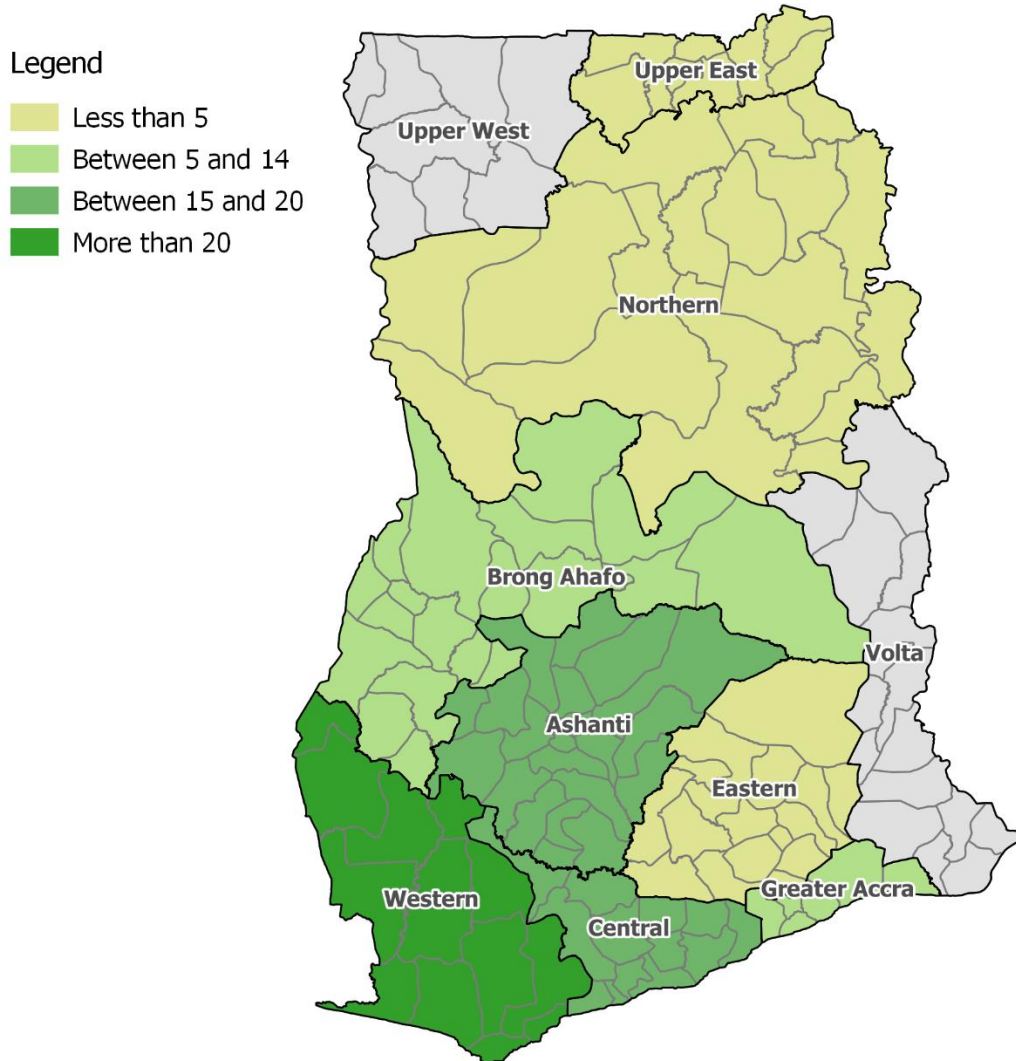 Legend
Less than 5
Between 5 and 14
Between 15 and 20
More than 20
Upper East
Upper West
Northern
Brong Ahafo
Volta
Ashanti
Eastern
Greater Accra
Western
Central